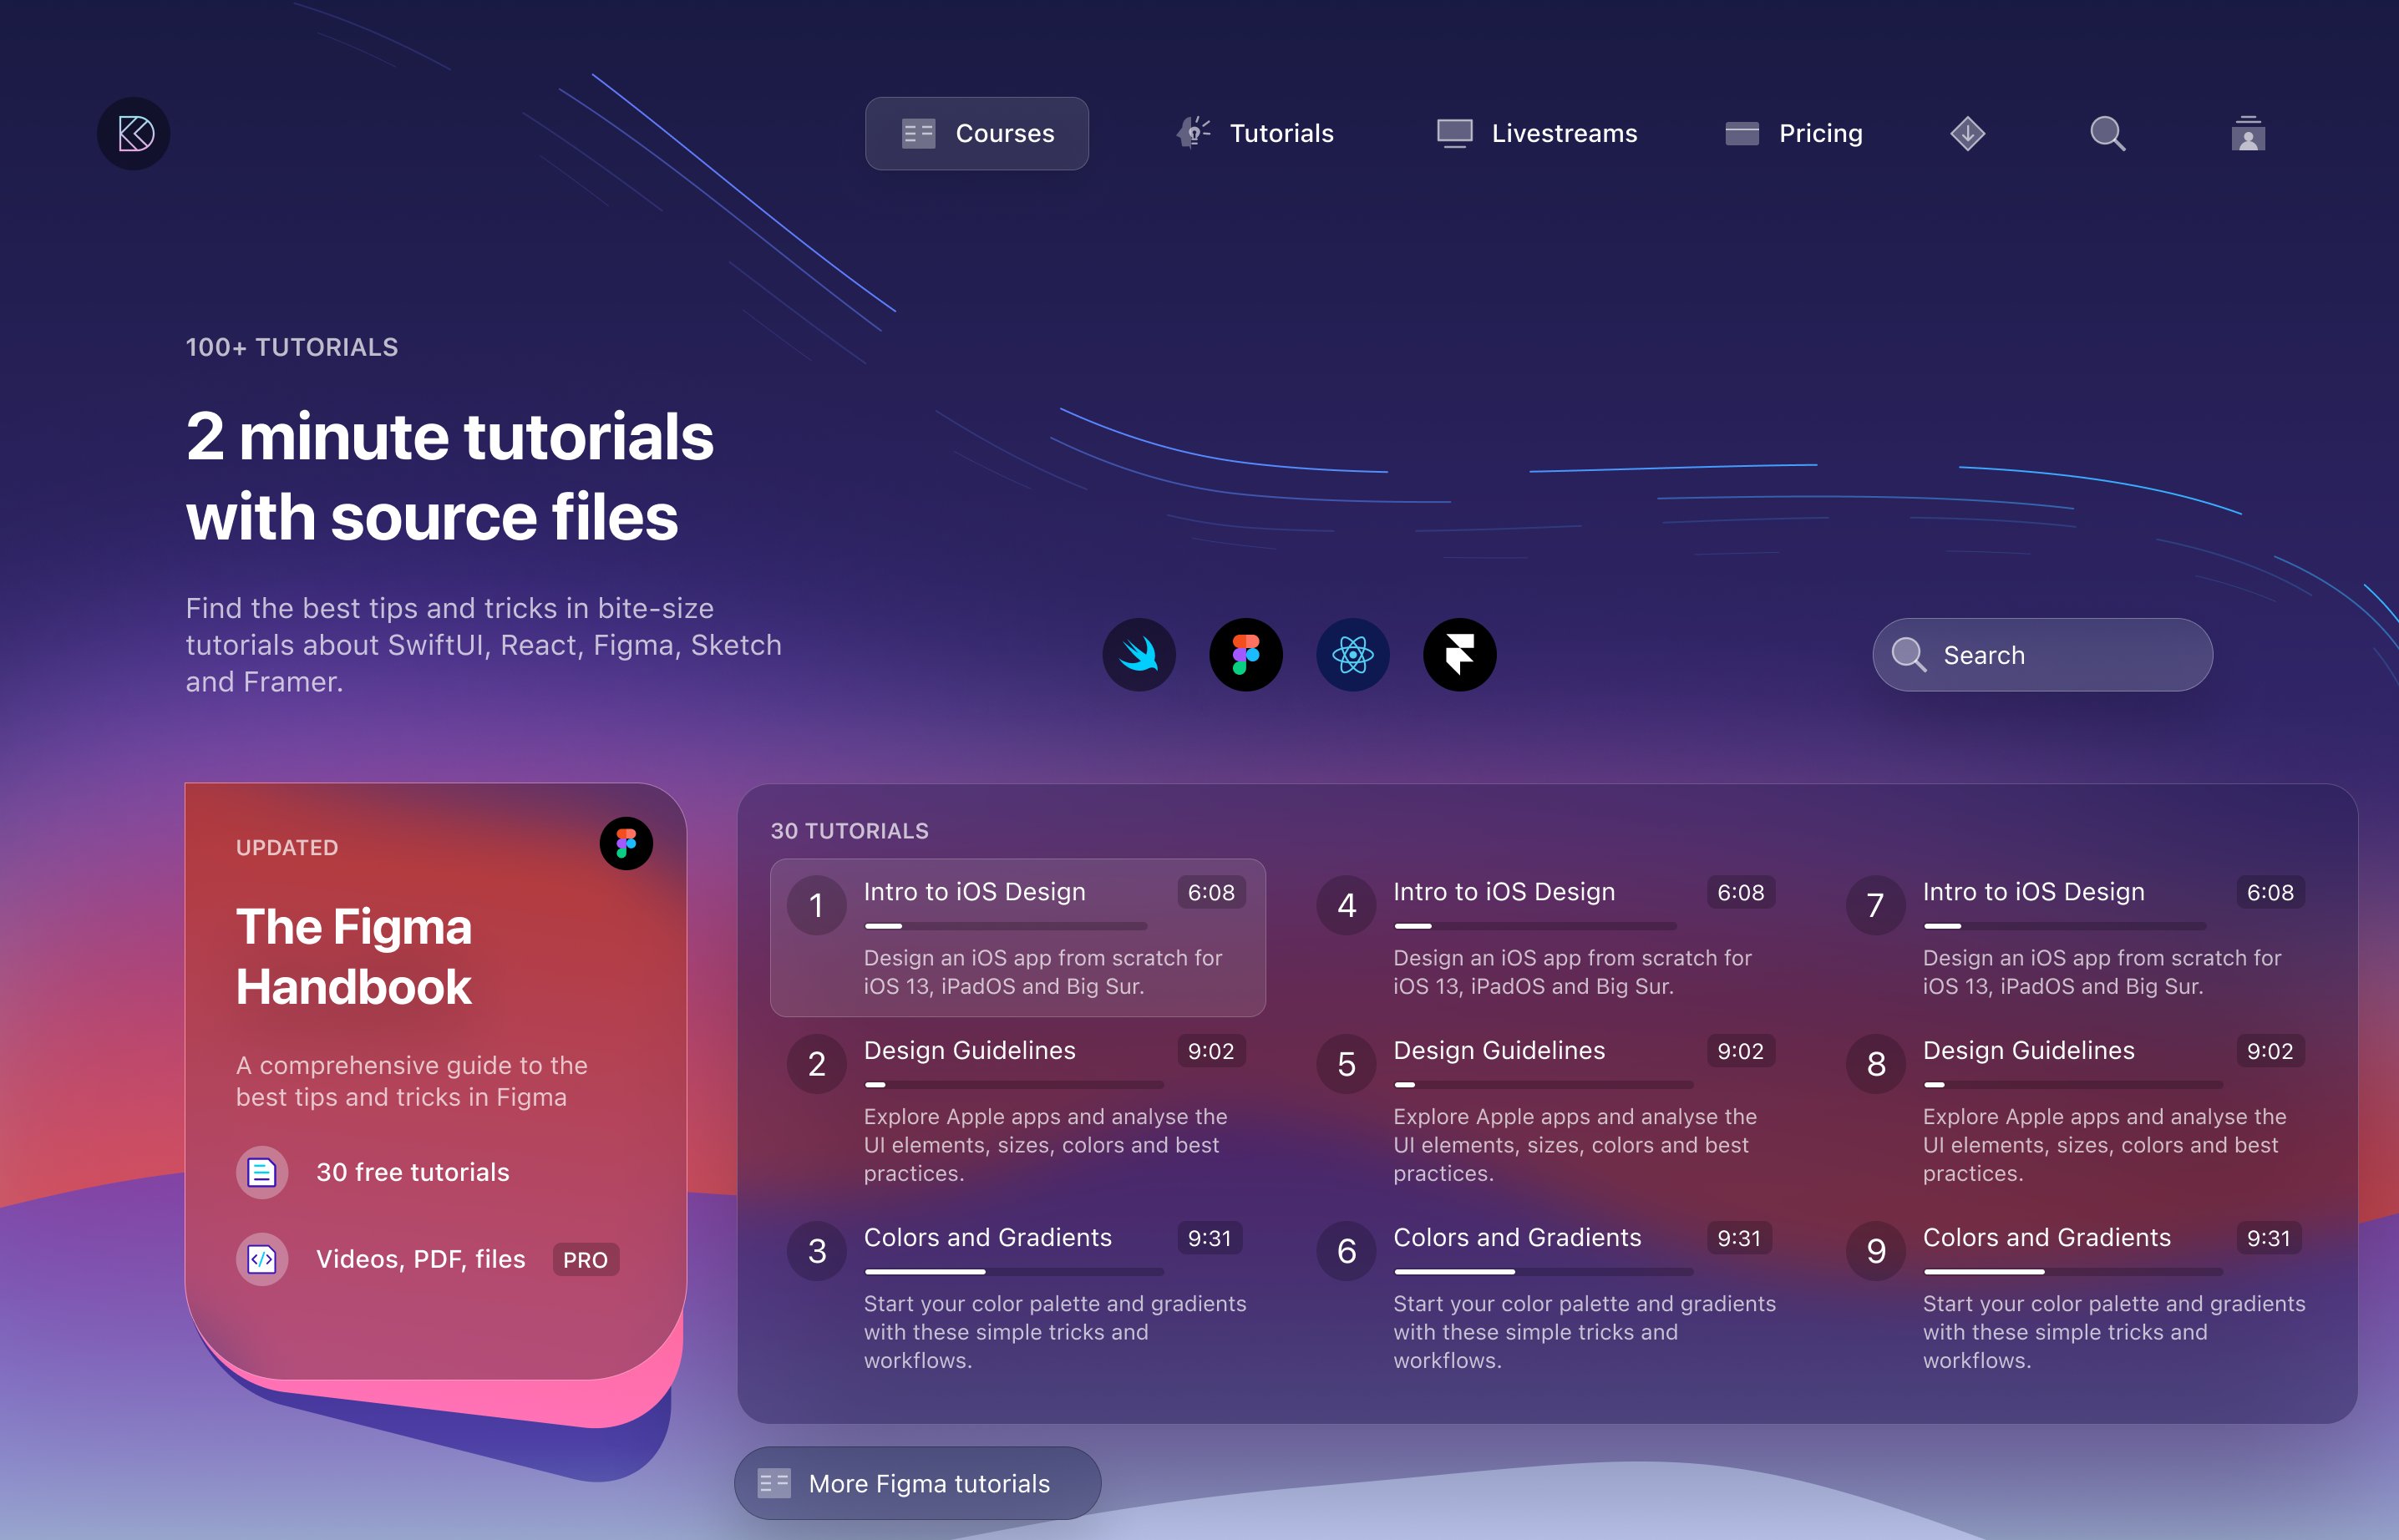 Courses
Tutorials
Livestreams
Pricing
100+ TUTORIALS
2 minute tutorials
with source files
Find the best tips and tricks in bite-size
tutorials about SwiftUI, React, Figma, Sketch
and Framer.
Search
UPDATED
The Figma
Handbook
A comprehensive guide to the
best tips and tricks in Figma
30 free tutorials
Videos, PDF, files PRO
30 TUTORIALS
1 Intro to iOS Design 6:08
Design an iOS app from scratch for
iOS 13, iPadOS and Big Sur.
2 Design Guidelines 9:02
Explore Apple apps and analyse the
UI elements, sizes, colors and best
practices.
3 Colors and Gradients 9:31
Start your color palette and gradients
with these simple tricks and
workflows.
4 Intro to iOS Design 6:08
Design an iOS app from scratch for
iOS 13, iPadOS and Big Sur.
5 Design Guidelines 9:02
Explore Apple apps and analyse the
UI elements, sizes, colors and best
practices.
6 Colors and Gradients 9:31
Start your color palette and gradients
with these simple tricks and
workflows.
7 Intro to iOS Design 6:08
Design an iOS app from scratch for
iOS 13, iPadOS and Big Sur.
8 Design Guidelines 9:02
Explore Apple apps and analyse the
UI elements, sizes, colors and best
practices.
9 Colors and Gradients 9:31
Start your color palette and gradients
with these simple tricks and
workflows.
More Figma tutorials